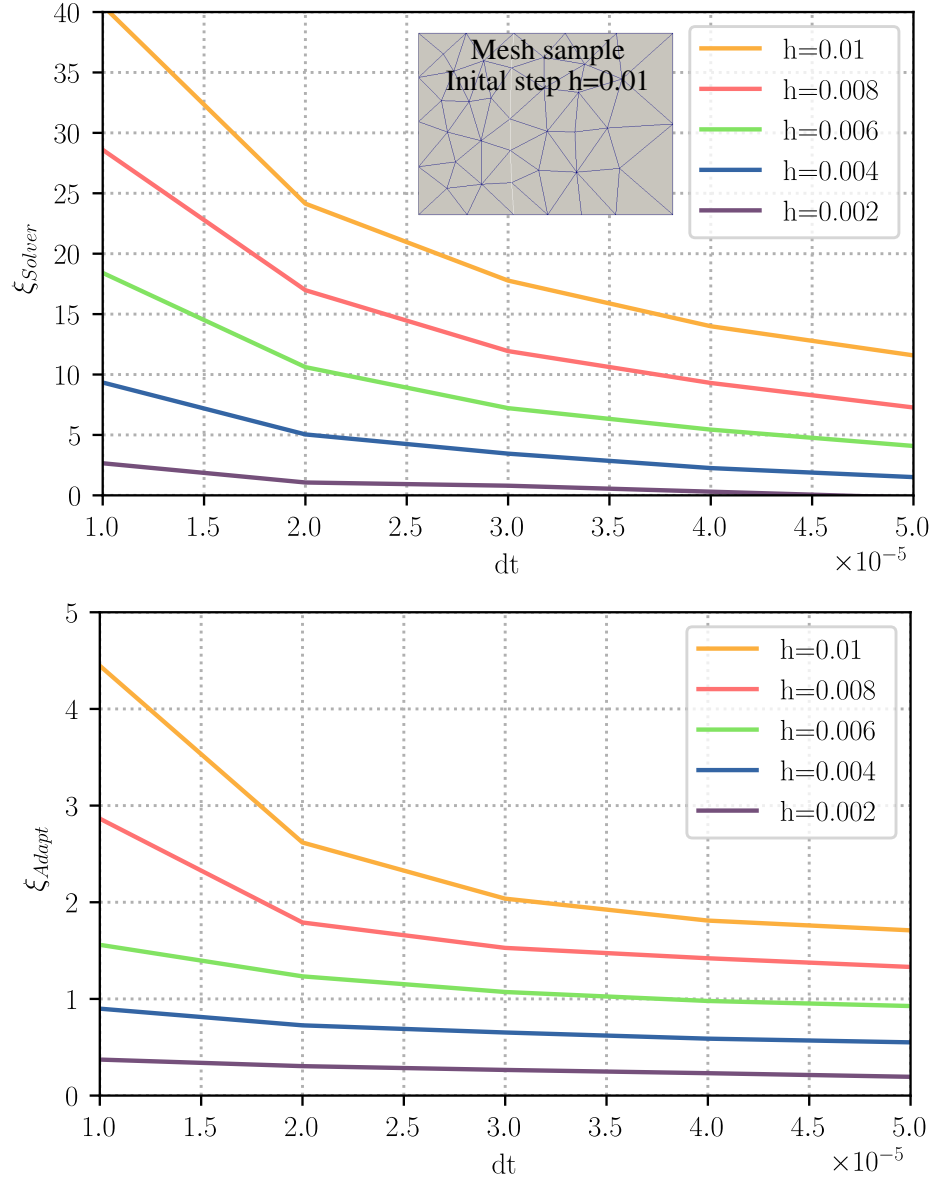 40
35
30
25
20
15
10
5
0
ξSolver
Mesh sample
Inital step h=0.01
h=0.01
h=0.008
h=0.006
h=0.004
h=0.002
1.0 1.5 2.0 2.5 3.0 3.5 4.0 4.5 5.0
dt
×10⁻⁵
5
4
3
2
1
0
ξAdapt
h=0.01
h=0.008
h=0.006
h=0.004
h=0.002
1.0 1.5 2.0 2.5 3.0 3.5 4.0 4.5 5.0
dt
×10⁻⁵